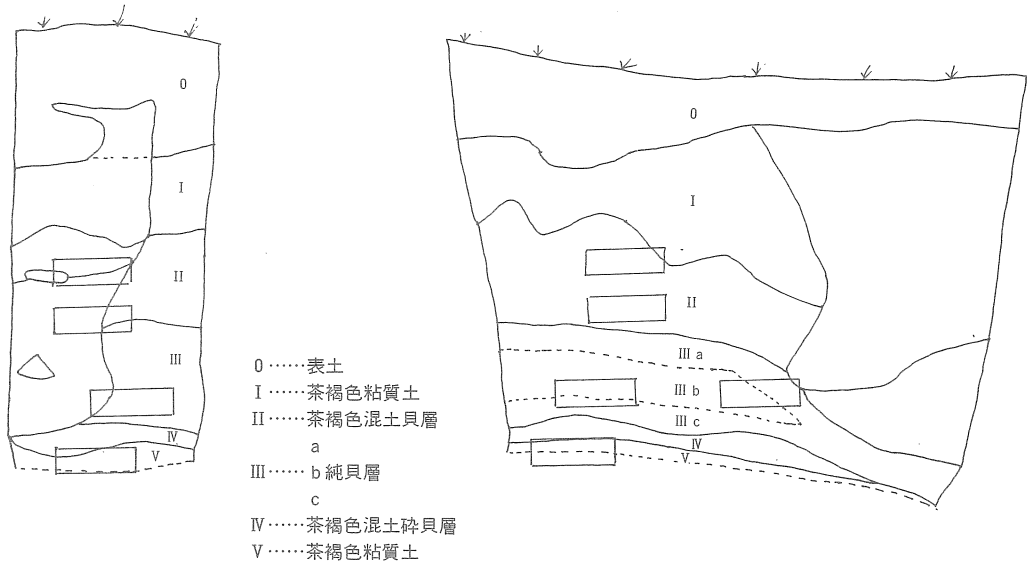 0
I
II
III
IV
V
0
I
II
III a
III b
III c
IV
V
0……表土
I……茶褐色粘質土
II……茶褐色混土貝層
a
III……b純貝層
c
IV……茶褐色混土砕貝層
V……茶褐色粘質土